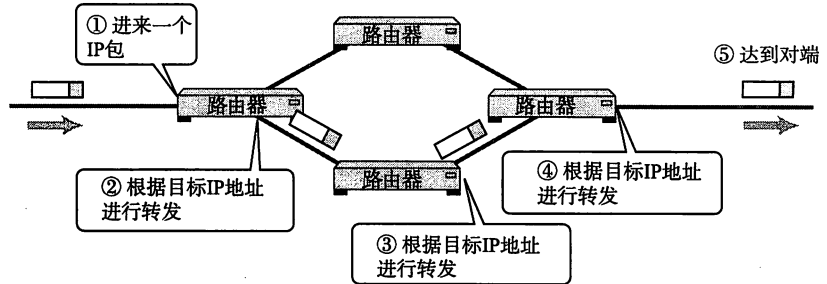 ① 进来一个
IP包
路由器
⑤ 达到对端
路由器
路由器
② 根据目标IP地址
进行转发
路由器
④ 根据目标IP地址
进行转发
③ 根据目标IP地址
进行转发